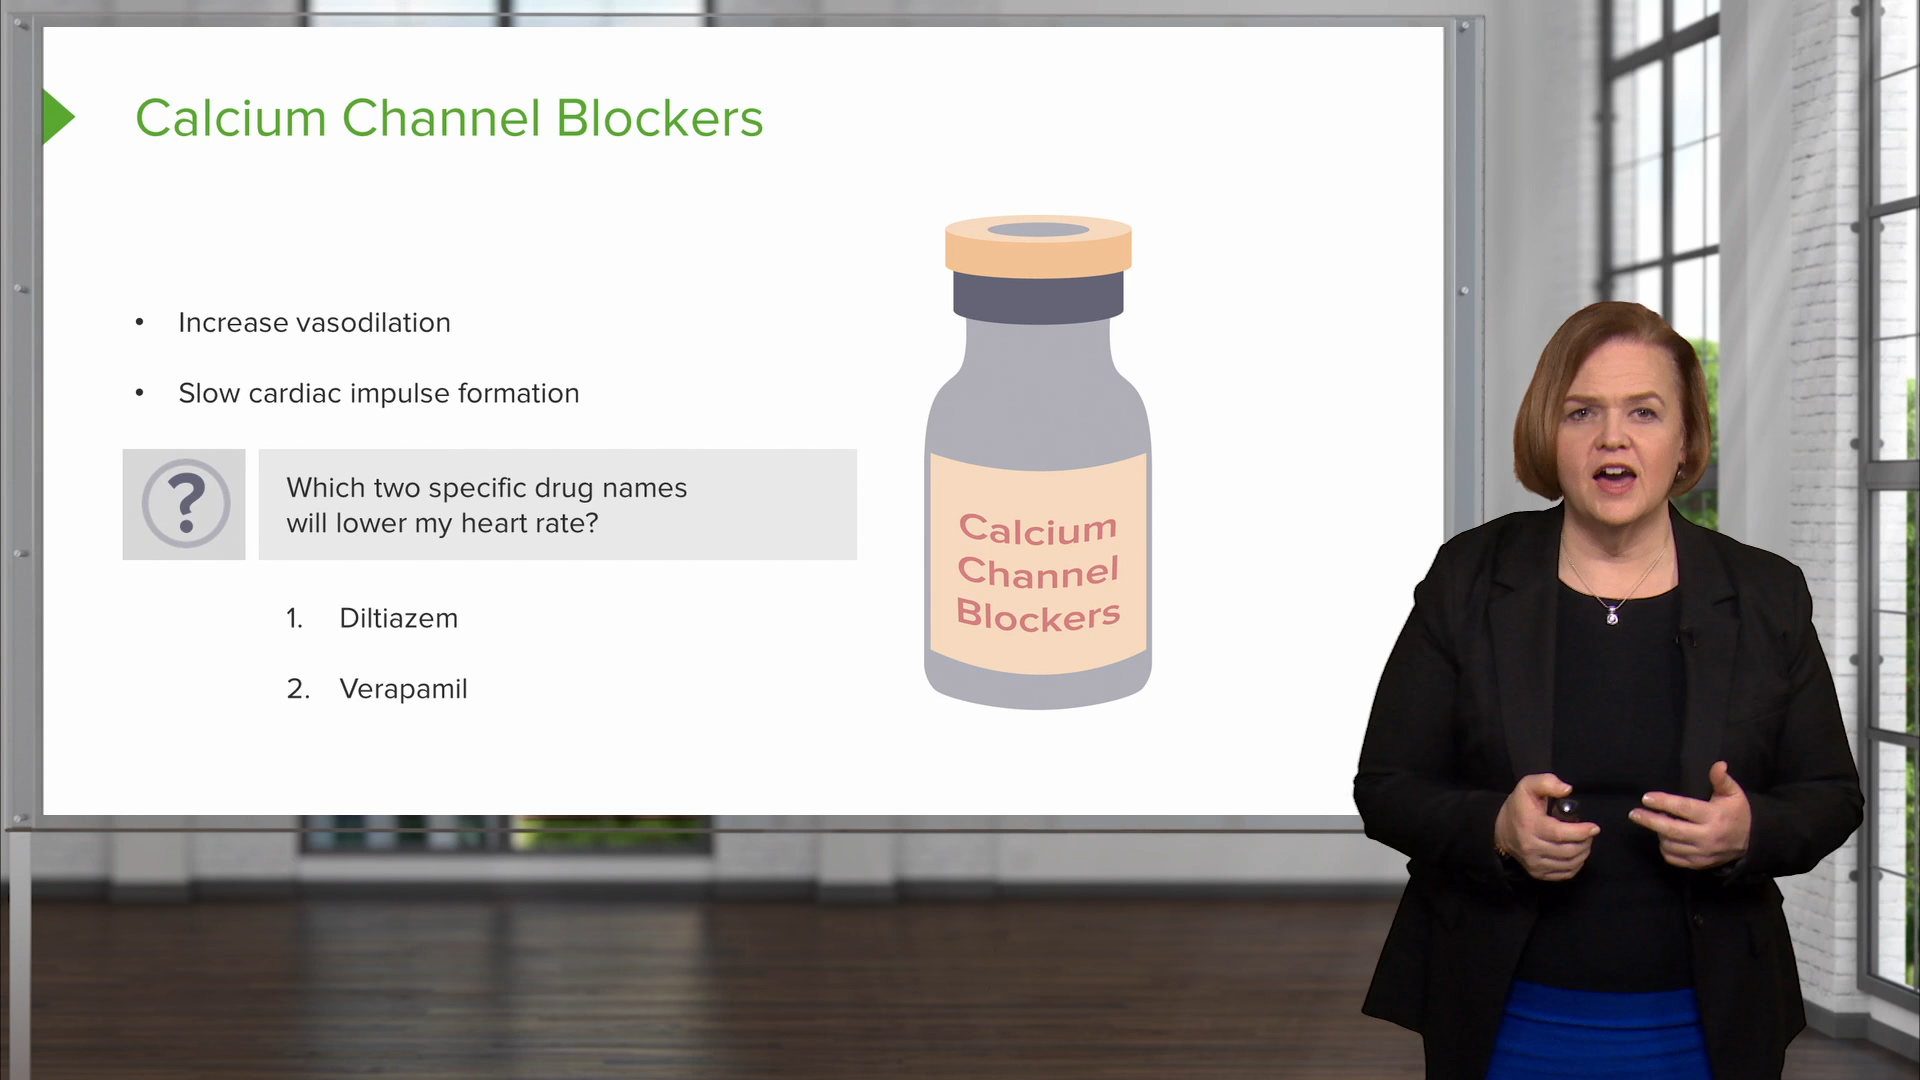 Calcium Channel Blockers
• Increase vasodilation
• Slow cardiac impulse formation
?
Which two specific drug names
will lower my heart rate?
1. Diltiazem
2. Verapamil
Calcium
Channel
Blockers